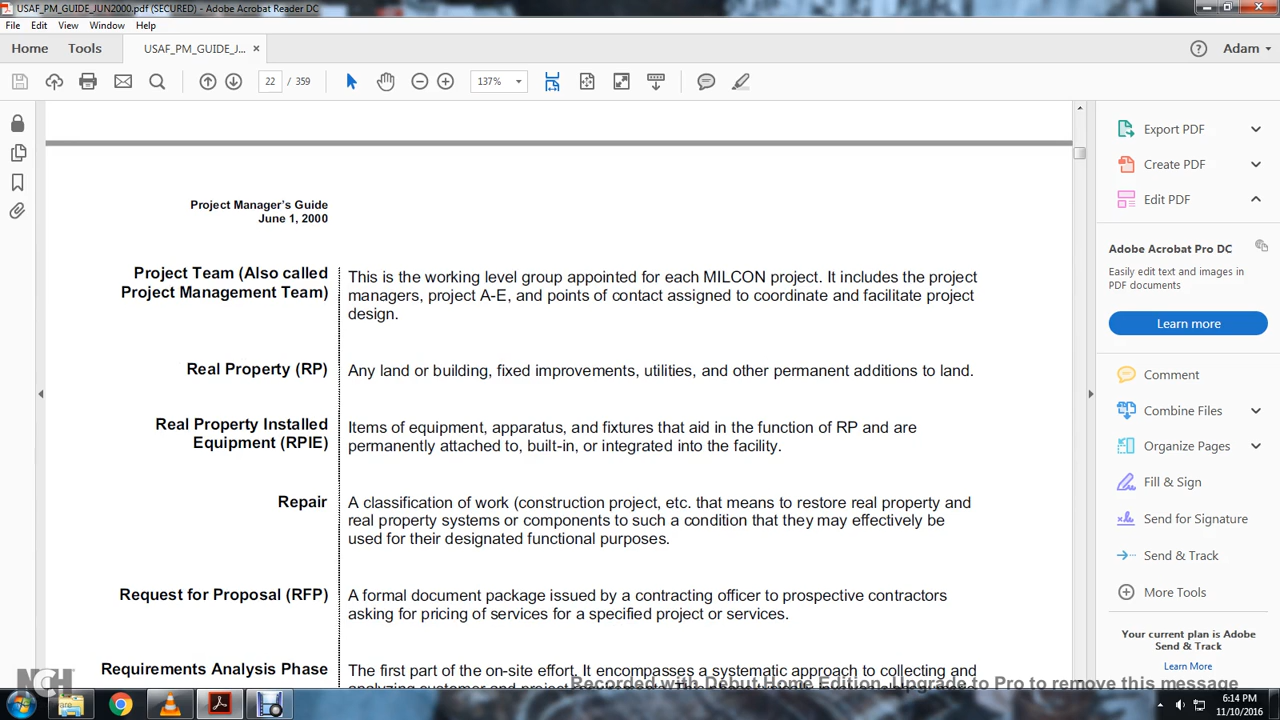 USAF_PM_GUIDE_JUN2000.pdf (SECURED) - Adobe Acrobat Reader DC
File Edit View Window Help
Home Tools USAF_PM_GUIDE_J... × Adam
22 / 359 137%
Project Manager's Guide
June 1, 2000
Project Team (Also called
Project Management Team)
This is the working level group appointed for each MILCON project. It includes the project
managers, project A-E, and points of contact assigned to coordinate and facilitate project
design.
Real Property (RP)
Any land or building, fixed improvements, utilities, and other permanent additions to land.
Real Property Installed
Equipment (RPIE)
Items of equipment, apparatus, and fixtures that aid in the function of RP and are
permanently attached to, built-in, or integrated into the facility.
Repair
A classification of work (construction project, etc. that means to restore real property and
real property systems or components to such a condition that they may effectively be
used for their designated functional purposes.
Request for Proposal (RFP)
A formal document package issued by a contracting officer to prospective contractors
asking for pricing of services for a specified project or services.
Requirements Analysis Phase
The first part of the on-site effort. It encompasses a systematic approach to collecting and
Export PDF
Create PDF
Edit PDF
Adobe Acrobat Pro DC
Easily edit text and images in
PDF documents
Learn more
Comment
Combine Files
Organize Pages
Fill & Sign
Send for Signature
Send & Track
More Tools
Your current plan is Adobe
Send & Track
Learn More
NCH
Recorded with Debut Home Edition. Upgrade to Pro to remove this message
6:14 PM
11/10/2016